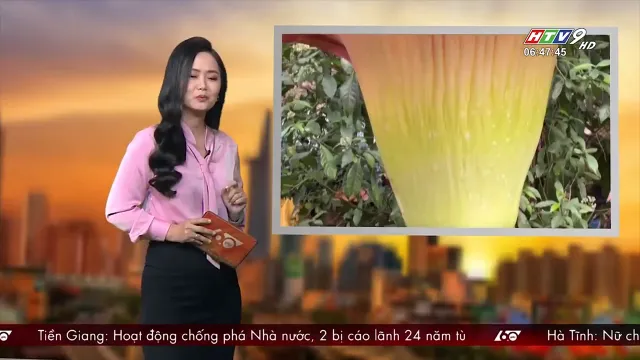 HTV9 HD
06:47:45
Tiền Giang: Hoạt động chống phá Nhà nước, 2 bị cáo lãnh 24 năm tù
Hà Tĩnh: Nữ ch